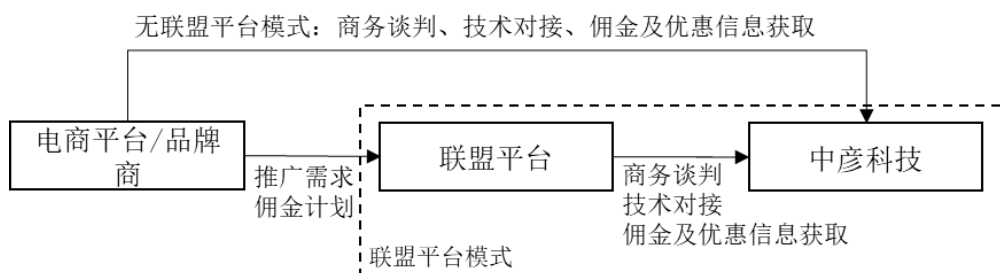 无联盟平台模式：商务谈判、技术对接、佣金及优惠信息获取
电商平台/品牌
商
联盟平台
中彦科技
推广需求
佣金计划
商务谈判
技术对接
佣金及优惠信息获取
联盟平台模式